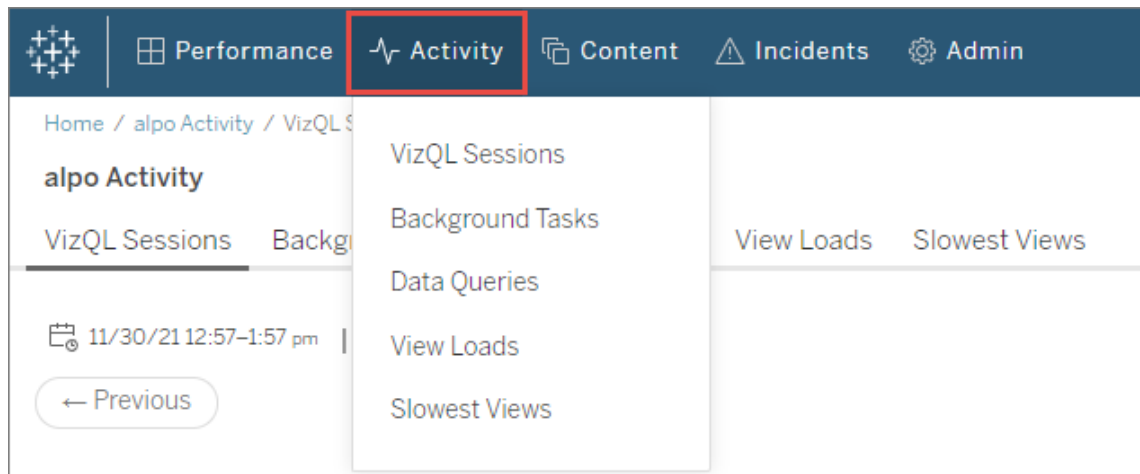 Performance Activity Content Incidents Admin
Home / alpo Activity / VizQL S
alpo Activity
VizQL Sessions Backgr View Loads Slowest Views
11/30/21 12:57–1:57 pm |
← Previous
VizQL Sessions
Background Tasks
Data Queries
View Loads
Slowest Views